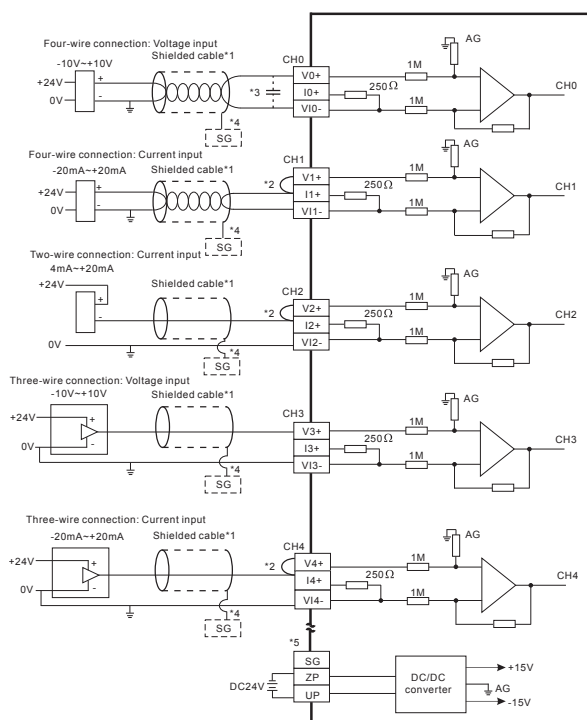 Four-wire connection: Voltage input
-10V~+10V
Shielded cable*1
+24V
0V
+
-
*3
*4
SG
CH0
V0+
I0+
VI0-
250Ω
1M
1M
AG
CH0
Four-wire connection: Current input
-20mA~+20mA
Shielded cable*1
+24V
0V
+
-
*2
*4
SG
CH1
V1+
I1+
VI1-
250Ω
1M
1M
AG
CH1
Two-wire connection: Current input
4mA~+20mA
+24V
Shielded cable*1
+
-
0V
*2
*4
SG
CH2
V2+
I2+
VI2-
250Ω
1M
1M
AG
CH2
Three-wire connection: Voltage input
-10V~+10V
Shielded cable*1
+24V
0V
+
-
*4
SG
CH3
V3+
I3+
VI3-
250Ω
1M
1M
AG
CH3
Three-wire connection: Current input
-20mA~+20mA
Shielded cable*1
+24V
0V
+
-
*2
*4
SG
CH4
V4+
I4+
VI4-
250Ω
1M
1M
AG
CH4
*5
SG
ZP
UP
DC24V
DC/DC
converter
+15V
AG
-15V